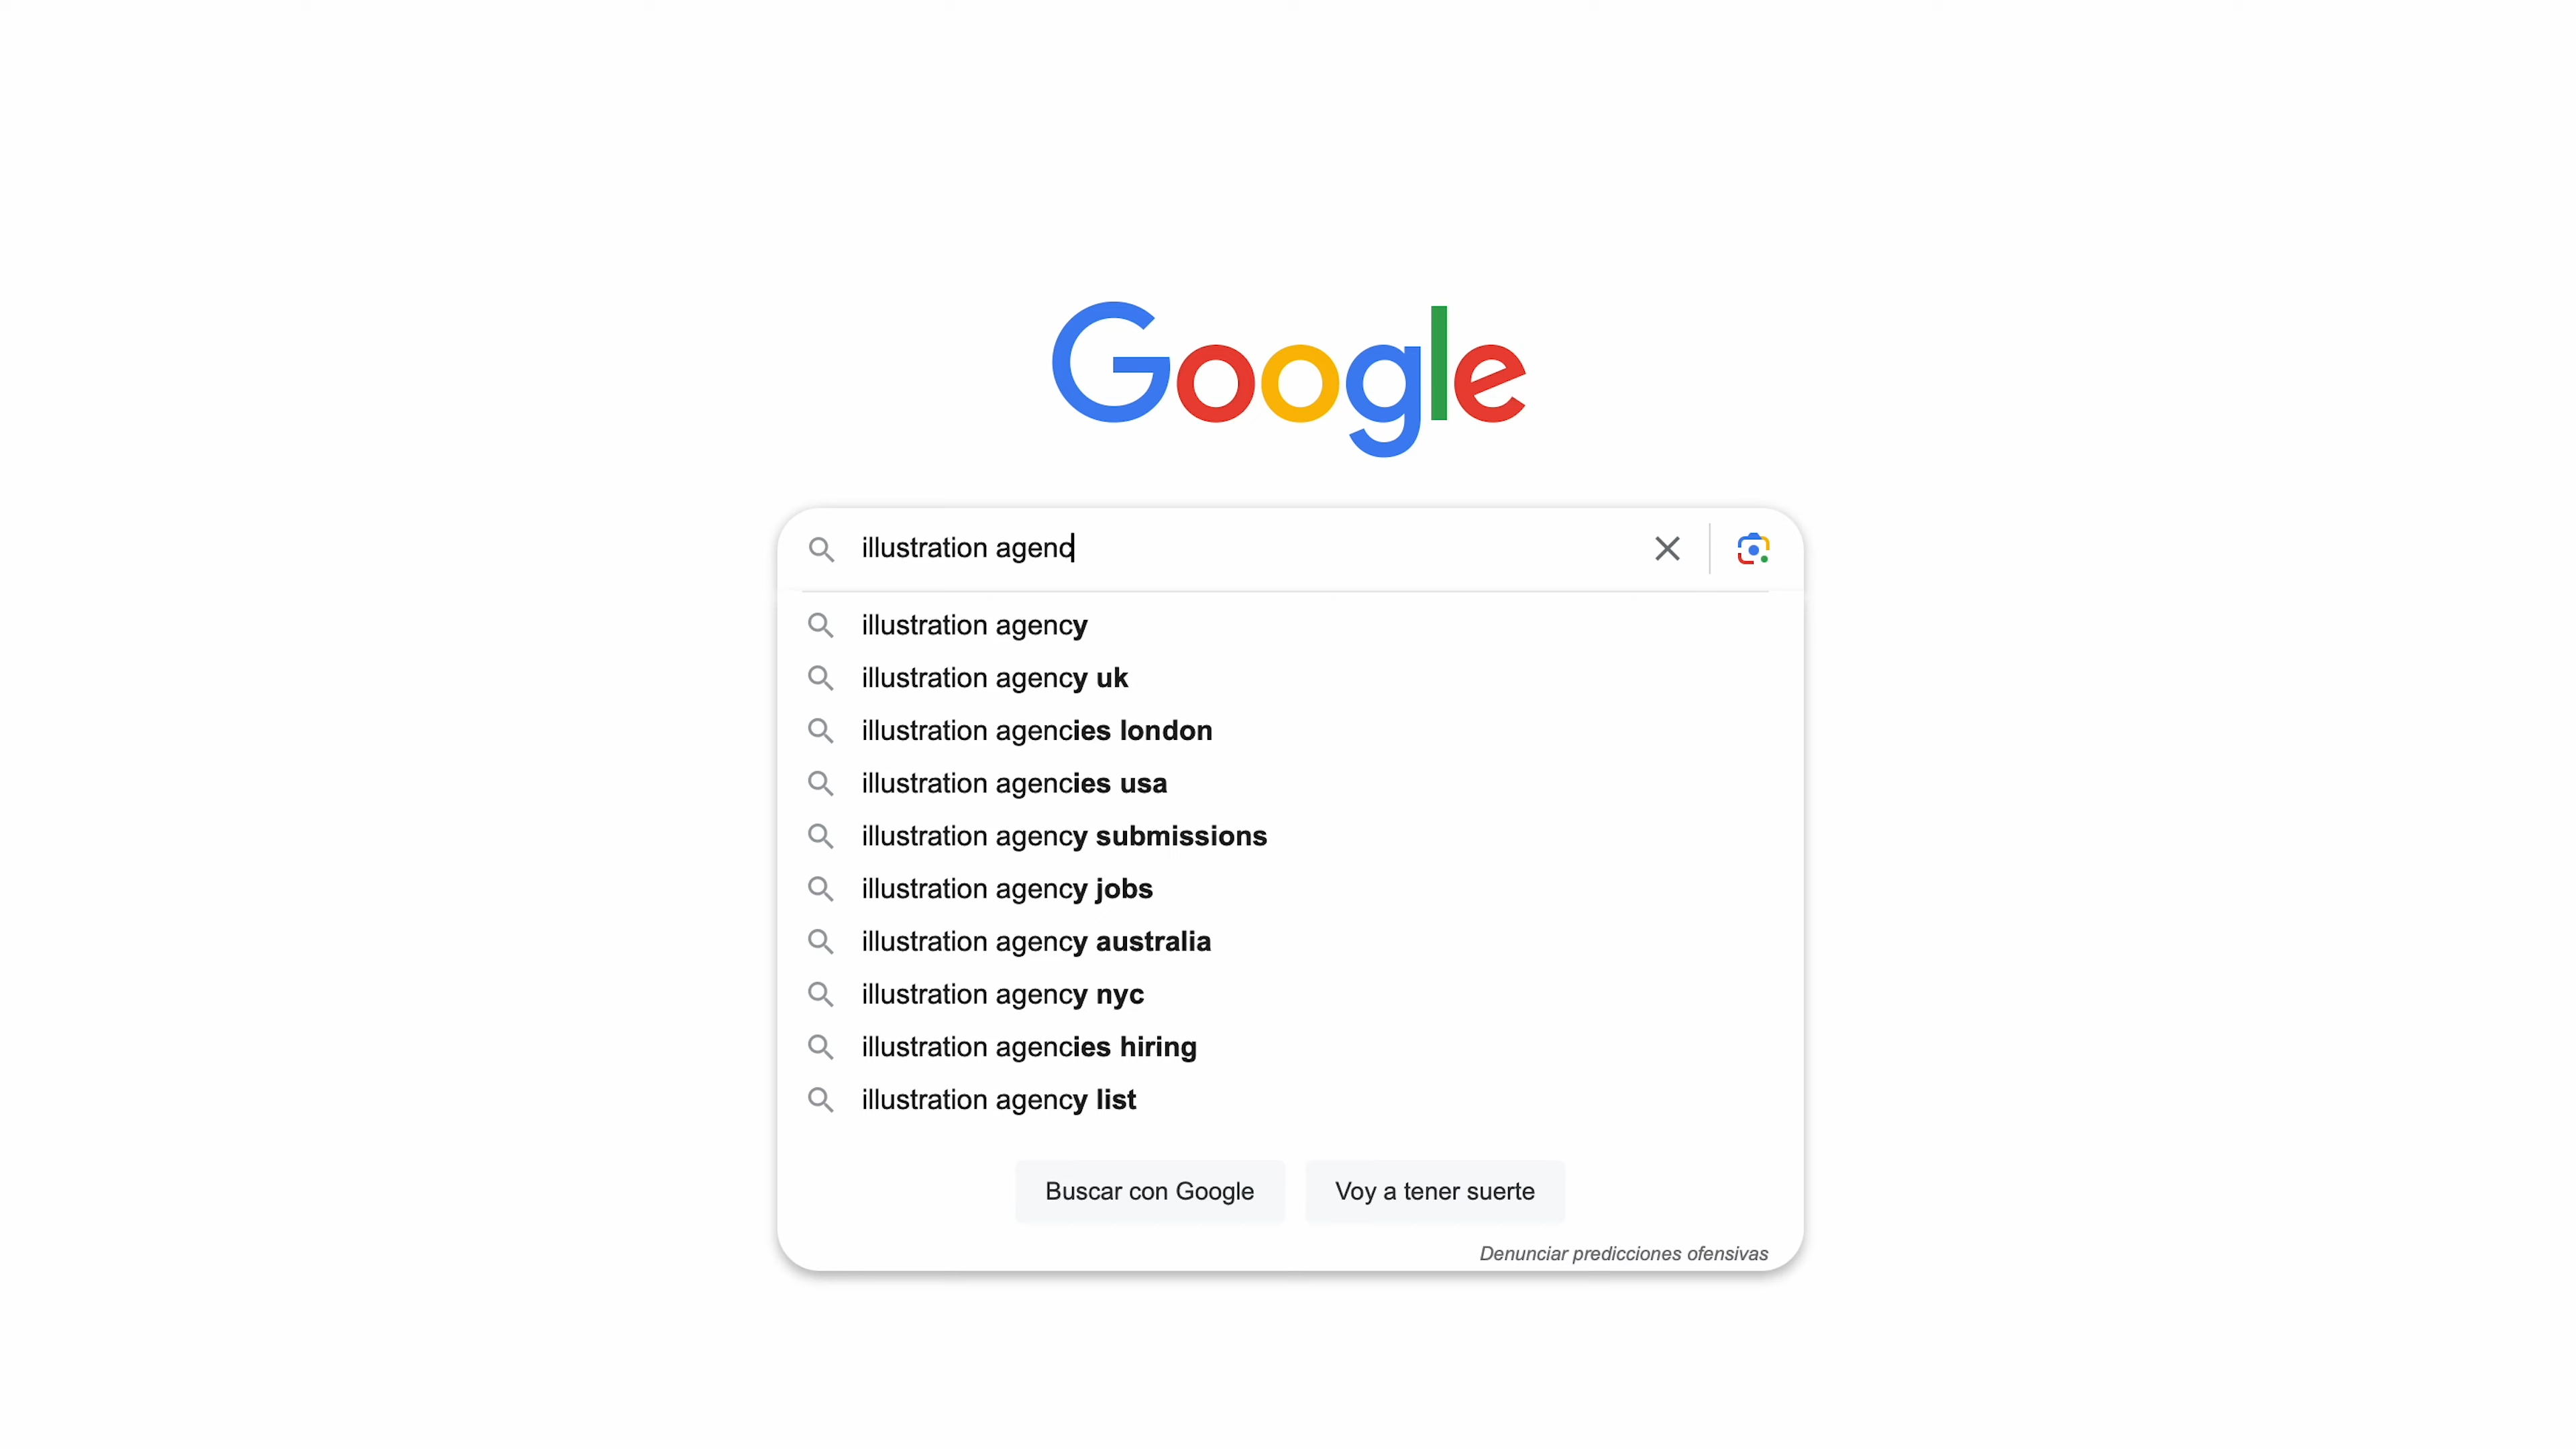 Google
illustration agenc
illustration agency
illustration agency uk
illustration agencies london
illustration agencies usa
illustration agency submissions
illustration agency jobs
illustration agency australia
illustration agency nyc
illustration agencies hiring
illustration agency list
Buscar con Google Voy a tener suerte
Denunciar predicciones ofensivas